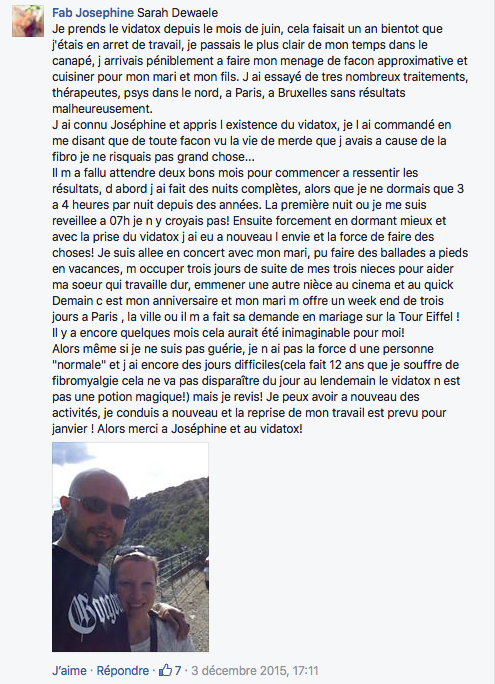 Fab Josephine Sarah Dewaele
Je prends le vidatox depuis le mois de juin, cela faisait un an bientot que
j'étais en arret de travail, je passais le plus clair de mon temps dans le
canapé, j arrivais péniblement a faire mon menage de facon approximative et
cuisiner pour mon mari et mon fils. J ai essayé de tres nombreux traitements,
thérapeutes, psys dans le nord, a Paris, a Bruxelles sans résultats
malheureusement.
J ai connu Joséphine et appris l existence du vidatox, je l ai commandé en
me disant que de toute facon vu la vie de merde que j avais a cause de la
fibro je ne risquais pas grand chose...
Il m a fallu attendre deux bons mois pour commencer a ressentir les
résultats, d abord j ai fait des nuits complètes, alors que je ne dormais que 3
a 4 heures par nuit depuis des années. La première nuit ou je me suis
reveillee a 07h je n y croyais pas! Ensuite forcement en dormant mieux et
avec la prise du vidatox j ai eu a nouveau l envie et la force de faire des
choses! Je suis allee en concert avec mon mari, pu faire des ballades a pieds
en vacances, m occuper trois jours de suite de mes trois nieces pour aider
ma soeur qui travaille dur, emmener une autre nièce au cinema et au quick
Demain c est mon anniversaire et mon mari m offre un week end de trois
jours a Paris , la ville ou il m a fait sa demande en mariage sur la Tour Eiffel !
Il y a encore quelques mois cela aurait été inimaginable pour moi!
Alors même si je ne suis pas guérie, je n ai pas la force d une personne
"normale" et j ai encore des jours difficiles(cela fait 12 ans que je souffre de
fibromyalgie cela ne va pas disparaître du jour au lendemain le vidatox n est
pas une potion magique!) mais je revis! Je peux avoir a nouveau des
activités, je conduis a nouveau et la reprise de mon travail est prevu pour
janvier ! Alors merci a Joséphine et au vidatox!
J'aime · Répondre · 7 · 3 décembre 2015, 17:11